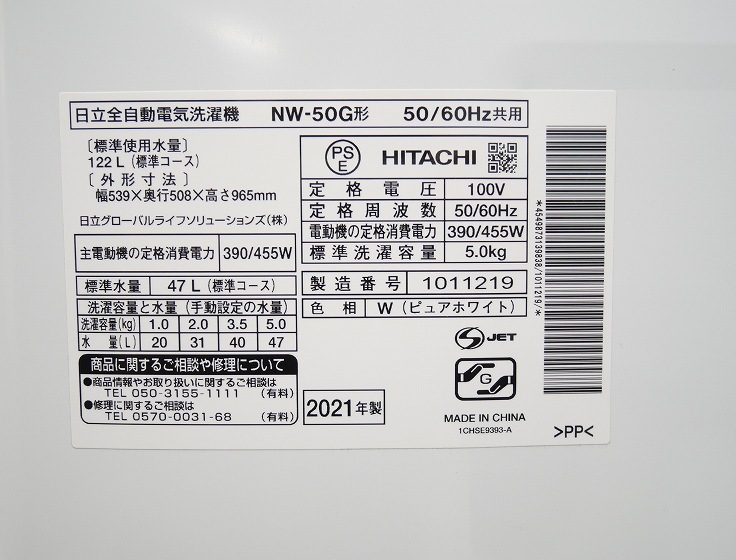 日立全自動電気洗濯機 NW-50G形 50/60Hz共用
〔標準使用水量〕
122 L (標準コース)
〔外形寸法〕
幅539×奥行508×高さ965mm
日立グローバルライフソリューションズ(株)
主電動機の定格消費電力 390/455W
標準水量 47 L (標準コース)
洗濯容量と水量 (手動設定の水量)
洗濯容量(kg) 1.0 2.0 3.5 5.0
水 量(L) 20 31 40 47
商品に関するご相談や修理について
●商品情報やお取り扱いに関するご相談は
TEL 050-3155-1111 (有料)
●修理に関するご相談は
TEL 0570-0031-68 (有料)
PS
E
HITACHI
定格電圧 100V
定格周波数 50/60Hz
電動機の定格消費電力 390/455W
標準洗濯容量 5.0kg
製造番号 1011219
色相 W (ピュアホワイト)
S JET
G
2021年製
MADE IN CHINA
1CHSE9393-A
>PP<
*4549873139838/1011219/*